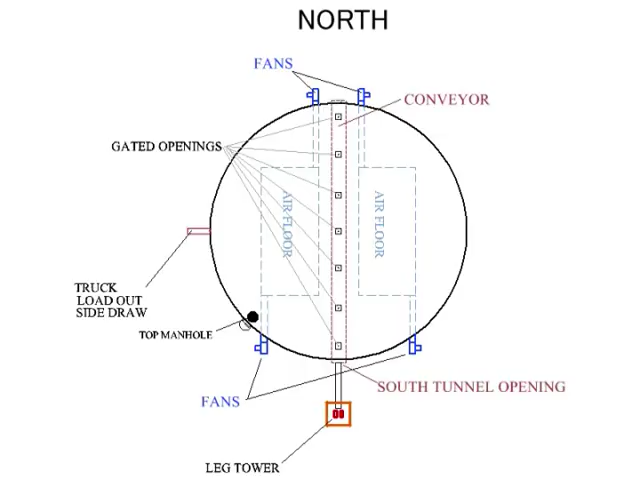 NORTH
FANS
CONVEYOR
GATED OPENINGS
AIR FLOOR
AIR FLOOR
TRUCK
LOAD OUT
SIDE DRAW
TOP MANHOLE
SOUTH TUNNEL OPENING
FANS
LEG TOWER